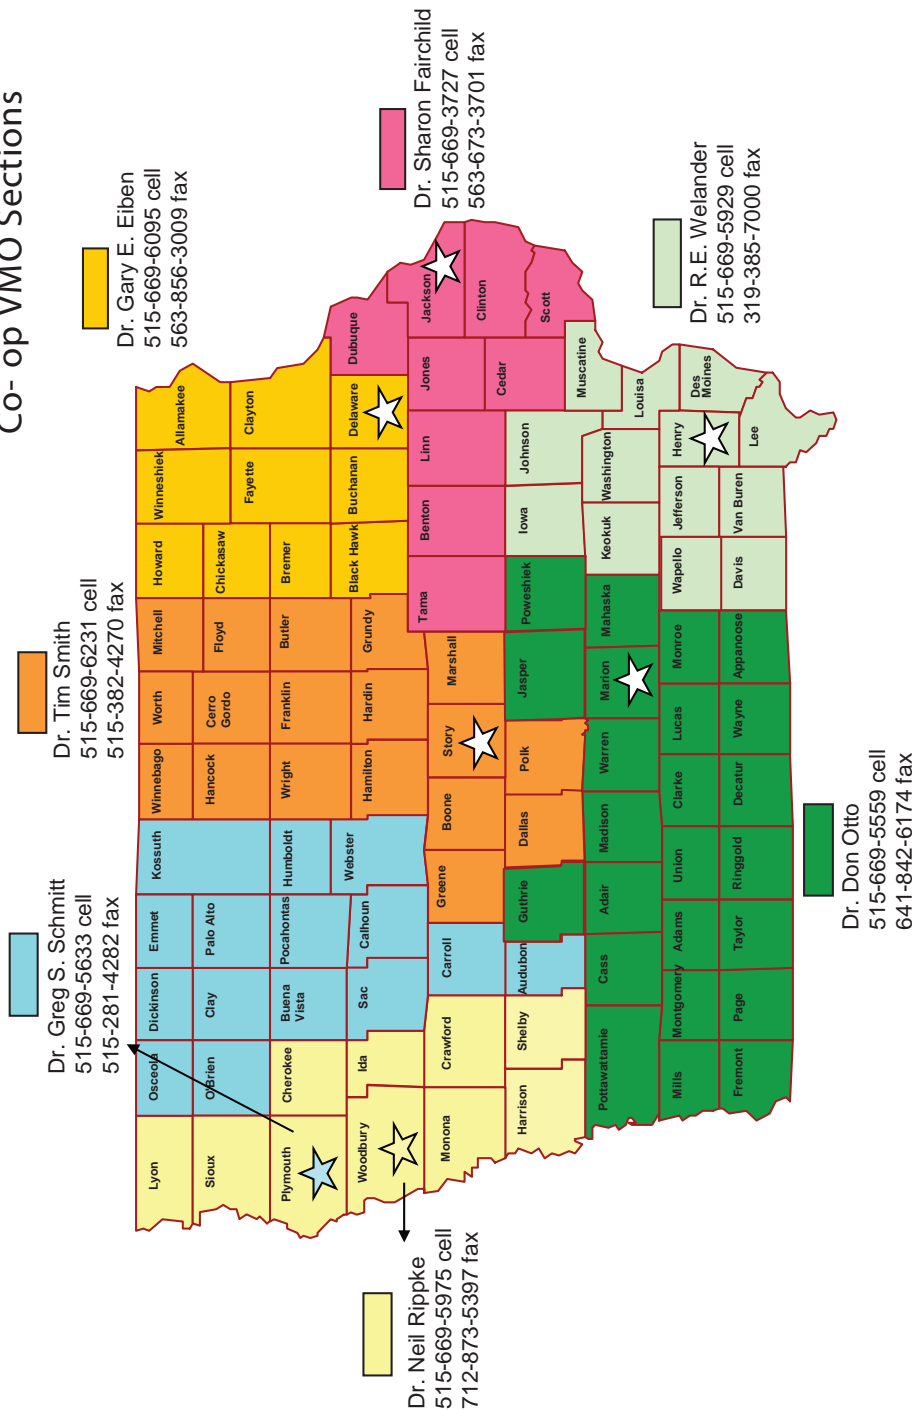 Co- op VMO Sections
Dr. Greg S. Schmitt
515-669-5633 cell
515-281-4282 fax
Dr. Tim Smith
515-669-6231 cell
515-382-4270 fax
Dr. Gary E. Eiben
515-669-6095 cell
563-856-3009 fax
Dr. Neil Rippke
515-669-5975 cell
712-873-5397 fax
Dr. Sharon Fairchild
515-669-3727 cell
563-673-3701 fax
Dr. R.E. Welander
515-669-5929 cell
319-385-7000 fax
Dr. Don Otto
515-669-5559 cell
641-842-6174 fax
Lyon
Osceola
Dickinson
Emmet
Kossuth
Winnebago
Worth
Mitchell
Howard
Winneshiek
Allamakee
Sioux
O'Brien
Clay
Palo Alto
Hancock
Cerro
Gordo
Floyd
Chickasaw
Fayette
Clayton
Plymouth
Cherokee
Buena
Vista
Pocahontas
Humboldt
Wright
Franklin
Butler
Bremer
Woodbury
Ida
Sac
Calhoun
Webster
Hamilton
Hardin
Grundy
Black Hawk
Buchanan
Delaware
Dubuque
Monona
Crawford
Carroll
Greene
Boone
Story
Marshall
Tama
Benton
Linn
Jones
Jackson
Clinton
Cedar
Scott
Harrison
Shelby
Audubon
Guthrie
Dallas
Polk
Jasper
Poweshiek
Iowa
Johnson
Muscatine
Pottawattamie
Cass
Adair
Madison
Warren
Marion
Mahaska
Keokuk
Washington
Louisa
Mills
Montgomery
Adams
Union
Clarke
Lucas
Monroe
Wapello
Jefferson
Henry
Des
Moines
Fremont
Page
Taylor
Ringgold
Decatur
Wayne
Appanoose
Davis
Van Buren
Lee